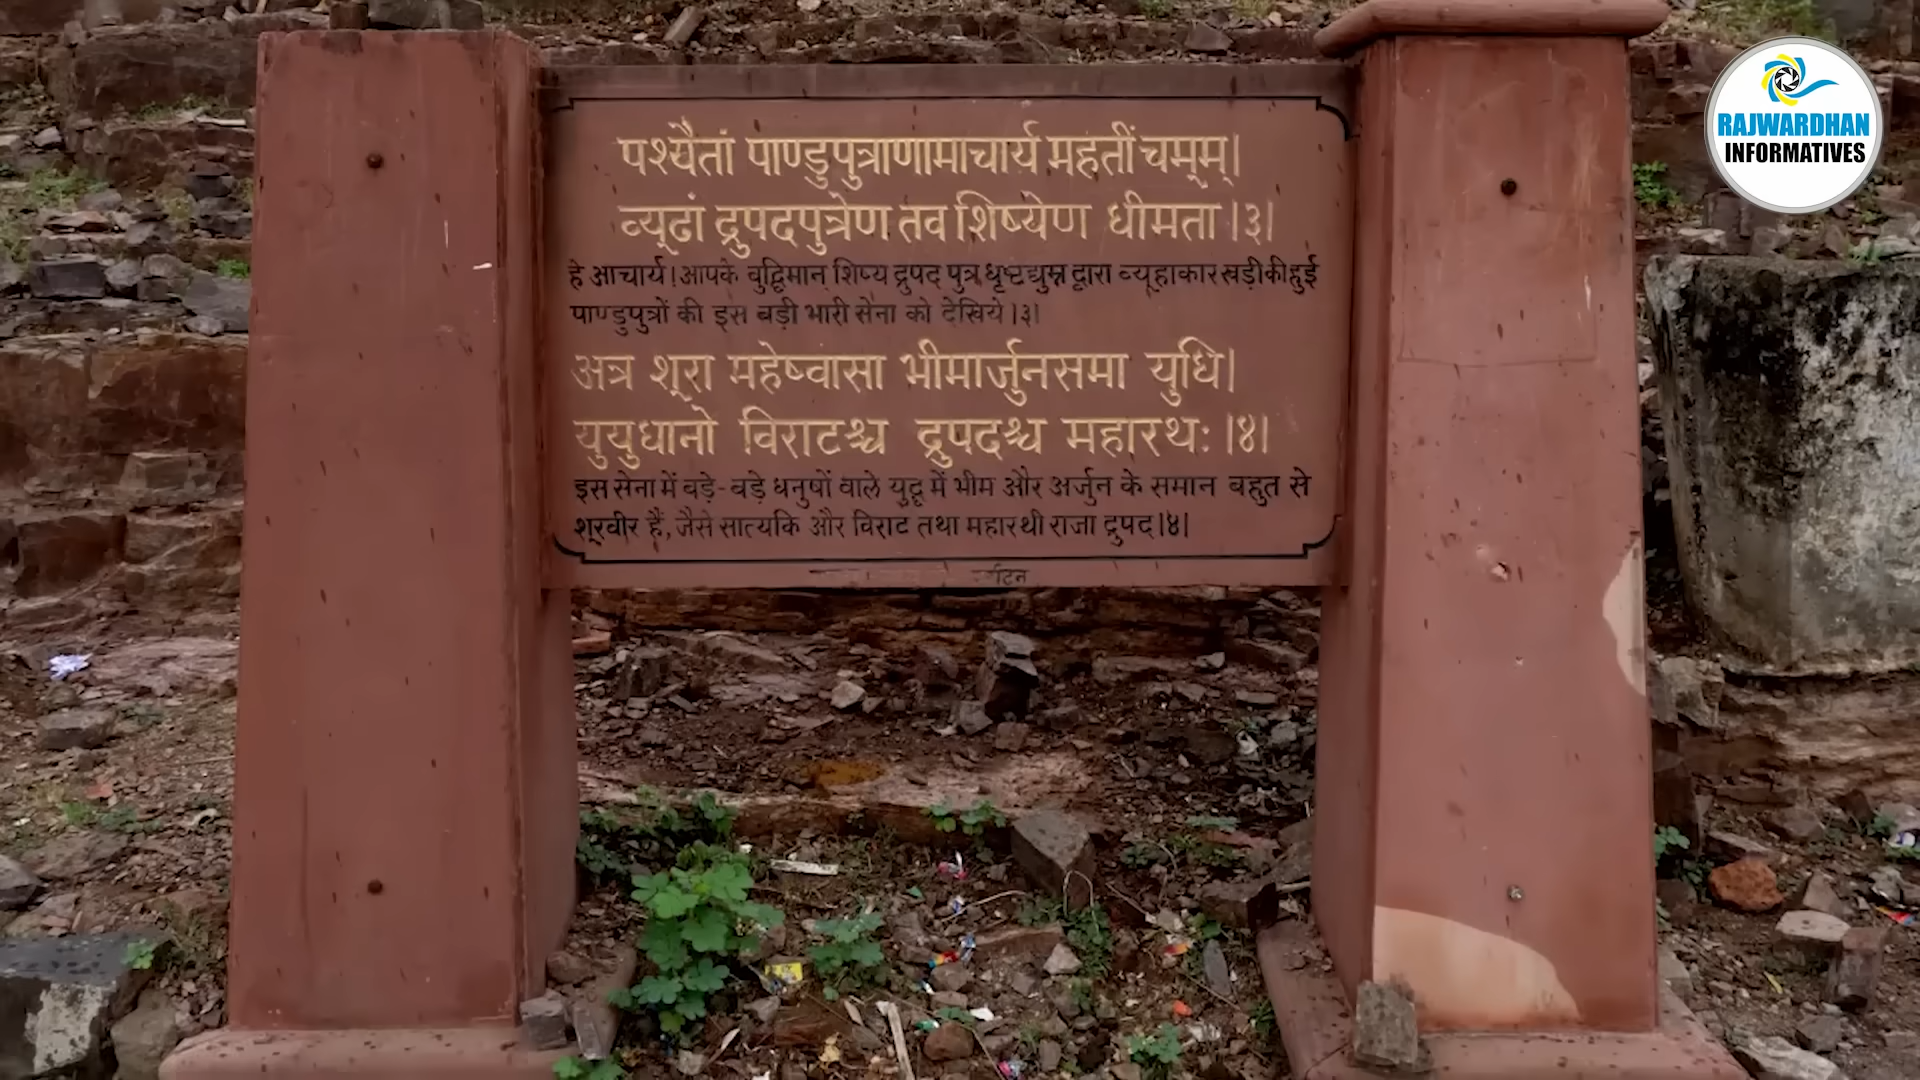 पश्यैतां पाण्डुपुत्राणामाचार्य महतीं चमूम्।
व्यूढां द्रुपदपुत्रेण तव शिष्येण धीमता।३।
हे आचार्य।आपके बुद्धिमान शिष्य द्रुपद पुत्र धृष्टद्युम्न द्वारा व्यूहाकार खड़ी की हुई
पाण्डुपुत्रों की इस बड़ी भारी सेना को देखिये।३।
अत्र शूरा महेष्वासा भीमार्जुनसमा युधि।
युयुधानो विराटश्च द्रुपदश्च महारथः।४।
इस सेना में बड़े-बड़े धनुषों वाले युद्ध में भीम और अर्जुन के समान बहुत से
शूरवीर हैं, जैसे सात्यकि और विराट तथा महारथी राजा द्रुपद।४।
RAJWARDHAN
INFORMATIVES